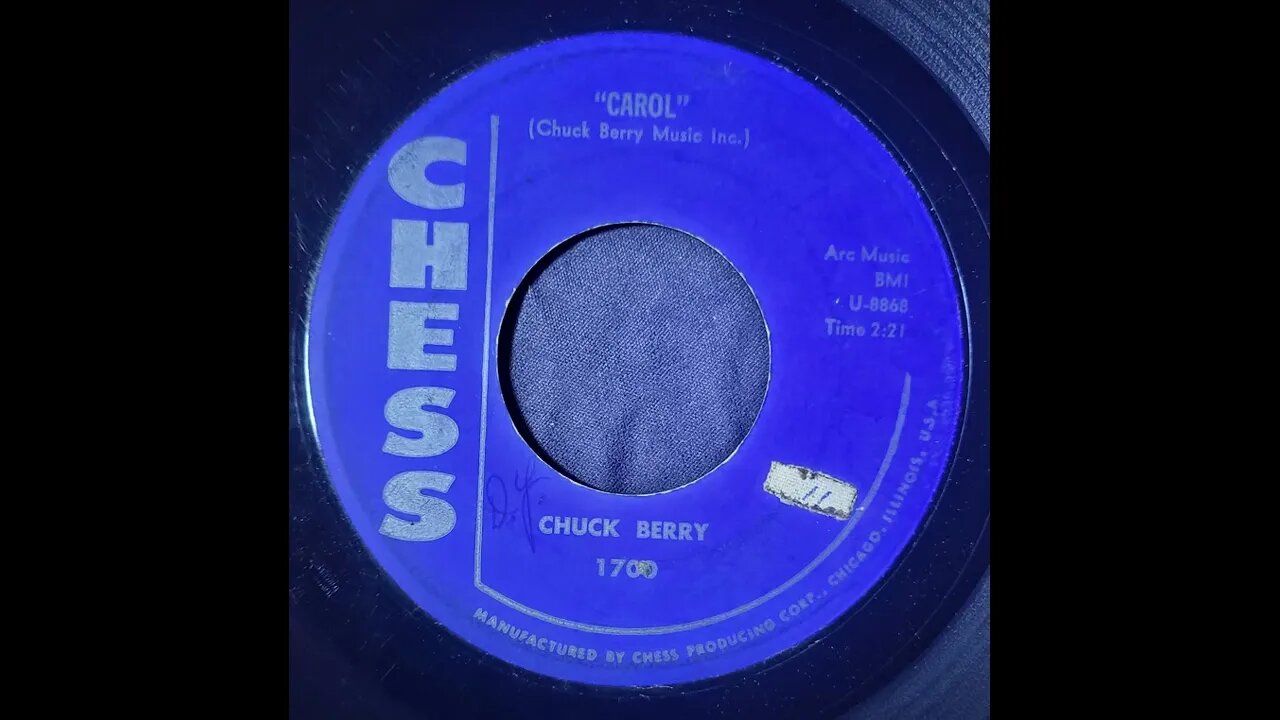 "CAROL"
(Chuck Berry Music Inc.)
CHESS
Arc Music
BMI
U-8868
Time 2:21
11
D.Y.
CHUCK BERRY
1700
MANUFACTURED BY CHESS PRODUCING CORP., CHICAGO, ILLINOIS, U.S.A.